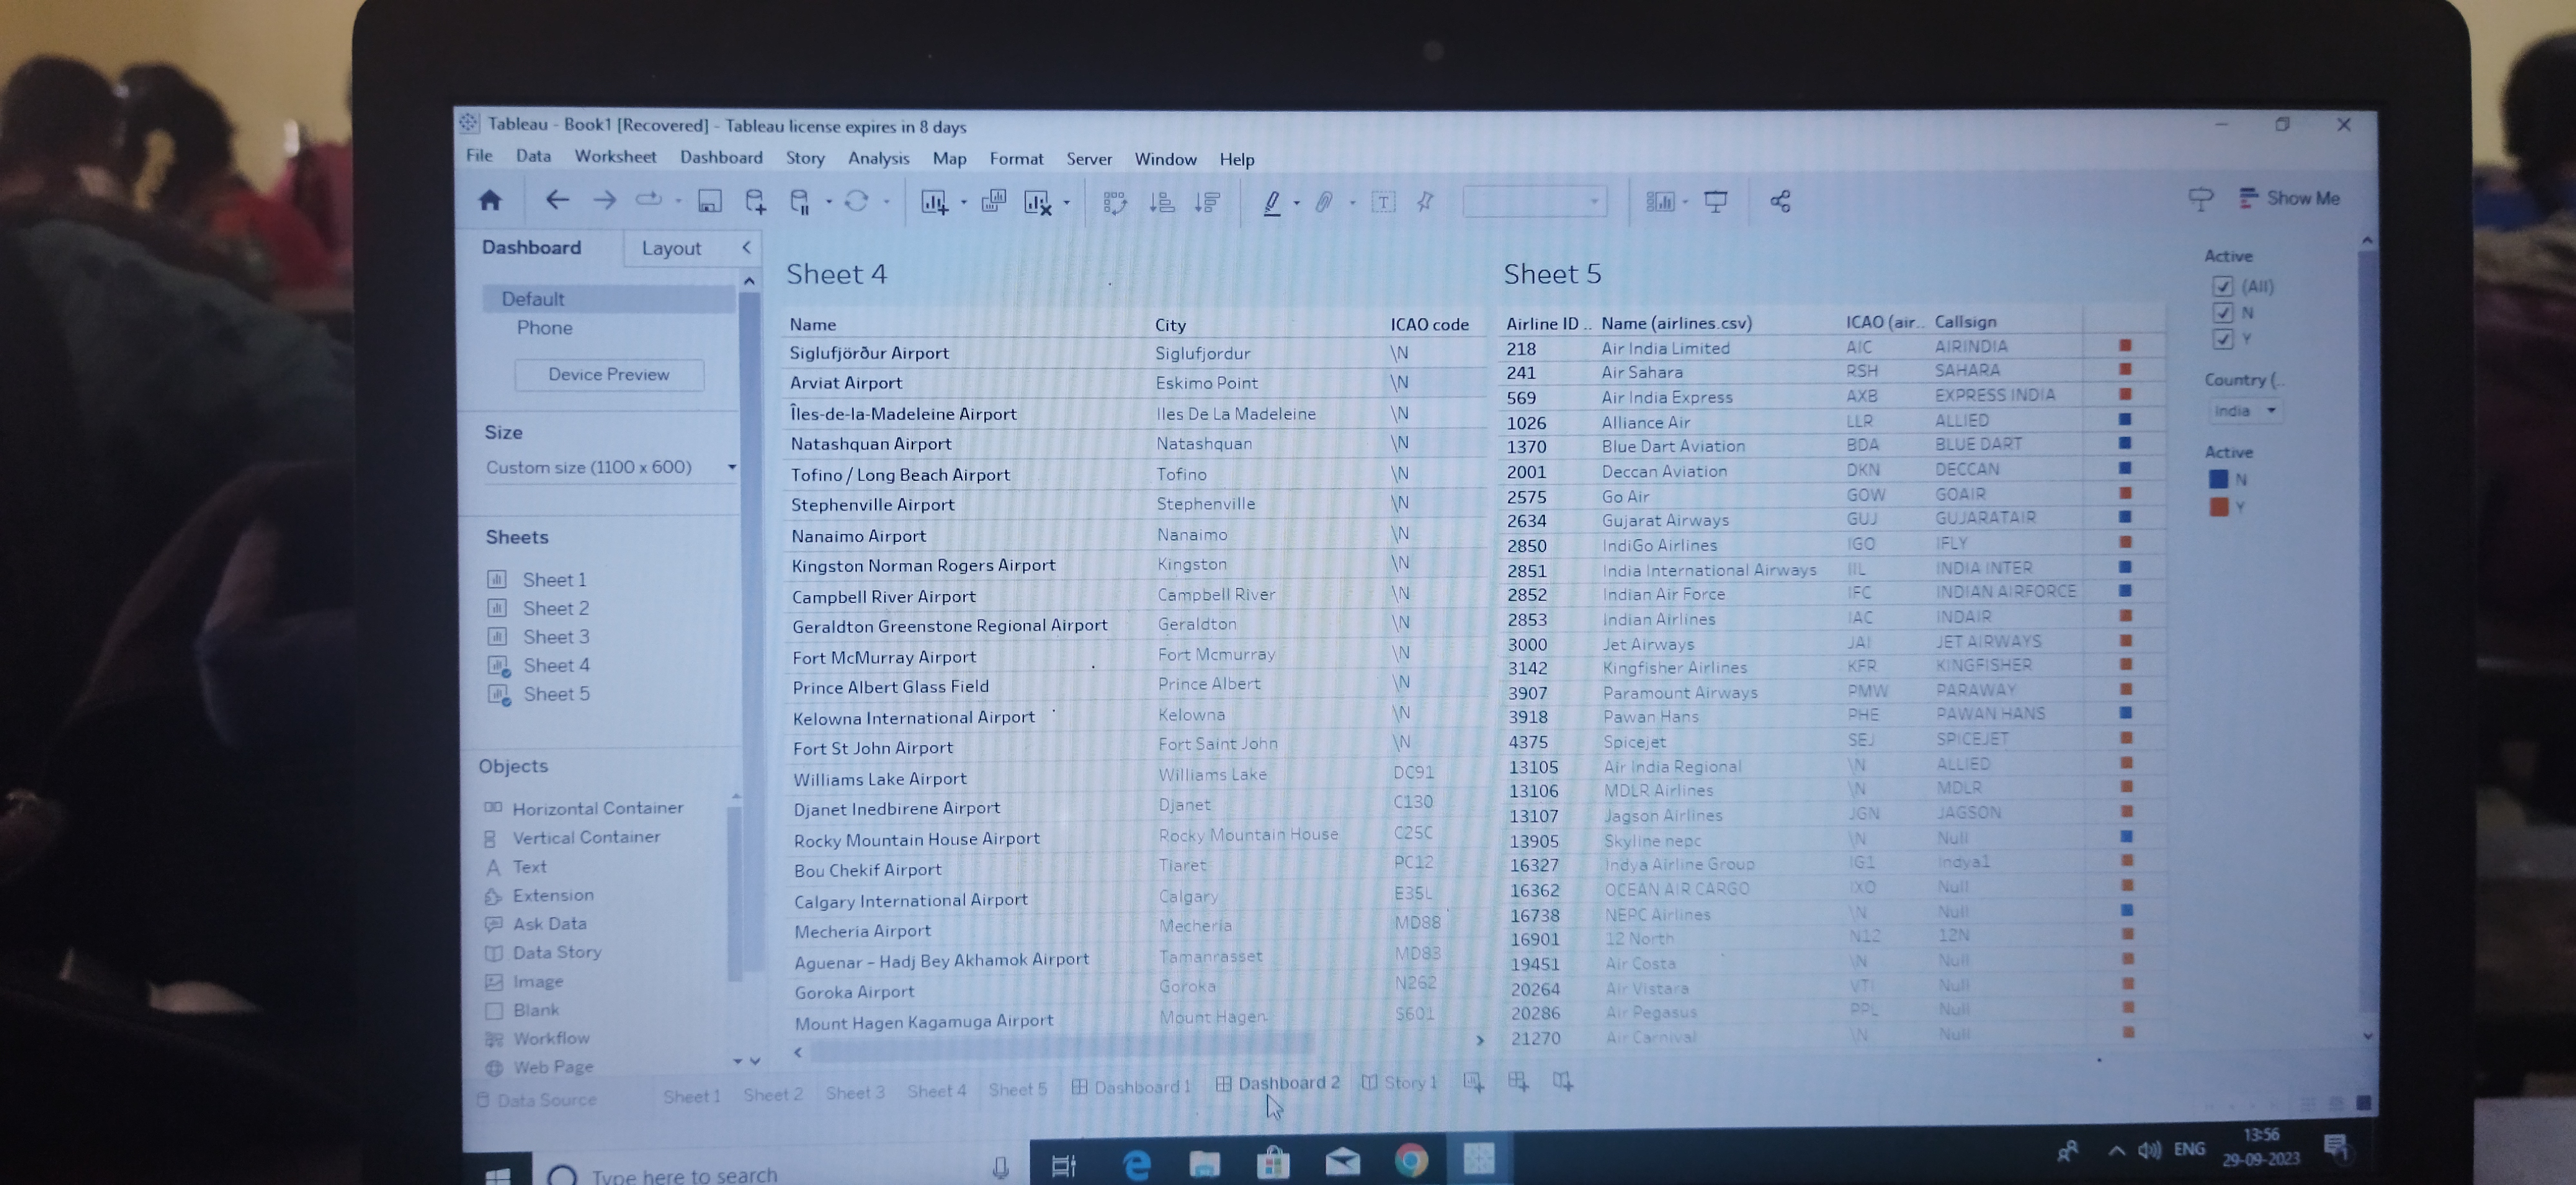 Tableau - Book1 [Recovered] - Tableau license expires in 8 days
File Data Worksheet Dashboard Story Analysis Map Format Server Window Help
Show Me
Dashboard Layout
Default
Phone
Device Preview
Size
Custom size (1100 x 600)
Sheets
Sheet 1
Sheet 2
Sheet 3
Sheet 4
Sheet 5
Objects
Horizontal Container
Vertical Container
Text
Extension
Ask Data
Data Story
Image
Blank
Workflow
Web Page
Sheet 4
Name City ICAO code
Siglufjörður Airport Siglufjordur \N
Arviat Airport Eskimo Point \N
Îles-de-la-Madeleine Airport Iles De La Madeleine \N
Natashquan Airport Natashquan \N
Tofino / Long Beach Airport Tofino \N
Stephenville Airport Stephenville \N
Nanaimo Airport Nanaimo \N
Kingston Norman Rogers Airport Kingston \N
Campbell River Airport Campbell River \N
Geraldton Greenstone Regional Airport Geraldton \N
Fort McMurray Airport Fort Mcmurray \N
Prince Albert Glass Field Prince Albert \N
Kelowna International Airport Kelowna \N
Fort St John Airport Fort Saint John \N
Williams Lake Airport Williams Lake DC91
Djanet Inedbirene Airport Djanet C130
Rocky Mountain House Airport Rocky Mountain House C25C
Bou Chekif Airport Tiaret PC12
Calgary International Airport Calgary E35L
Mecheria Airport Mecheria MD88
Aguenar – Hadj Bey Akhamok Airport Tamanrasset MD83
Goroka Airport Goroka N262
Mount Hagen Kagamuga Airport Mount Hagen S601
Sheet 5
Airline ID .. Name (airlines.csv) ICAO (air.. Callsign
218 Air India Limited AIC AIRINDIA
241 Air Sahara RSH SAHARA
569 Air India Express AXB EXPRESS INDIA
1026 Alliance Air LLR ALLIED
1370 Blue Dart Aviation BDA BLUE DART
2001 Deccan Aviation DKN DECCAN
2575 Go Air GOW GOAIR
2634 Gujarat Airways GUJ GUJARATAIR
2850 IndiGo Airlines IGO IFLY
2851 India International Airways IIL INDIA INTER
2852 Indian Air Force IFC INDIAN AIRFORCE
2853 Indian Airlines IAC INDAIR
3000 Jet Airways JAI JET AIRWAYS
3142 Kingfisher Airlines KFR KINGFISHER
3907 Paramount Airways PMW PARAWAY
3918 Pawan Hans PHE PAWAN HANS
4375 Spicejet SEJ SPICEJET
13105 Air India Regional \N ALLIED
13106 MDLR Airlines \N MDLR
13107 Jagson Airlines JGN JAGSON
13905 Skyline nepc \N Null
16327 Indya Airline Group IG1 Indya1
16362 OCEAN AIR CARGO IXO Null
16738 NEPC Airlines \N Null
16901 12 North N12 12N
19451 Air Costa \N Null
20264 Air Vistara VTI Null
20286 Air Pegasus PPL Null
21270 Air Carnival \N Null
Active
(All)
N
Y
Country (..
India
Active
N
Y
Data Source Sheet 1 Sheet 2 Sheet 3 Sheet 4 Sheet 5 Dashboard 1 Dashboard 2 Story 1
Type here to search
ENG
13:56
29-09-2023